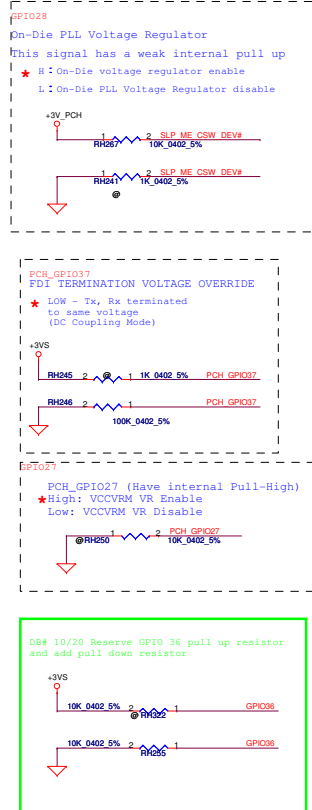 GPIO28
On-Die PLL Voltage Regulator
This signal has a weak internal pull up
* H : On-Die voltage regulator enable
L : On-Die PLL Voltage Regulator disable
+3V_PCH
1 2 SLP_ME_CSW_DEV#
RH267 10K_0402_5%
1 2 SLP_ME_CSW_DEV#
RH241 1K_0402_5%
@
PCH_GPIO37
FDI TERMINATION VOLTAGE OVERRIDE
* LOW - Tx, Rx terminated
to same voltage
(DC Coupling Mode)
+3VS
RH245 2 @ 1 1K_0402_5% PCH_GPIO37
RH246 2 1 PCH_GPIO37
100K_0402_5%
GPIO27
PCH_GPIO27 (Have internal Pull-High)
*High: VCCVRM VR Enable
Low: VCCVRM VR Disable
1 2 PCH_GPIO27
@RH250 10K_0402_5%
DB# 10/20 Reserve GPIO 36 pull up resistor
and add pull down resistor
+3VS
10K_0402_5% 2 1 GPIO36
@ RH322
10K_0402_5% 2 1 GPIO36
RH255